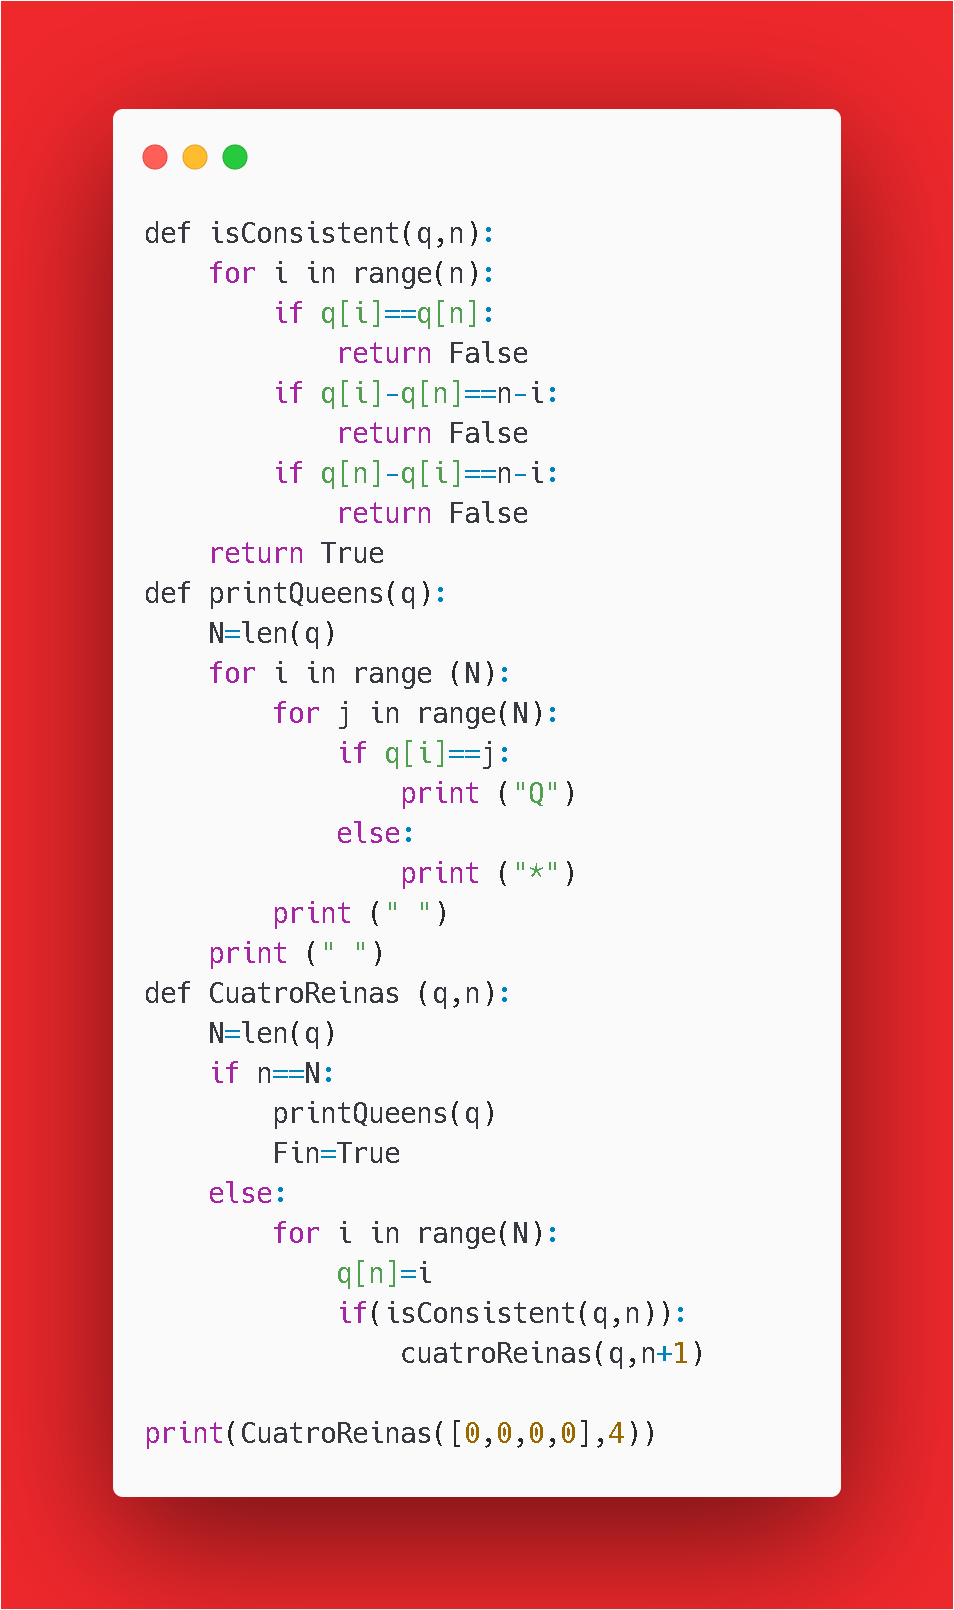 def isConsistent(q,n):
    for i in range(n):
        if q[i]==q[n]:
            return False
        if q[i]-q[n]==n-i:
            return False
        if q[n]-q[i]==n-i:
            return False
    return True
def printQueens(q):
    N=len(q)
    for i in range (N):
        for j in range(N):
            if q[i]==j:
                print ("Q")
            else:
                print ("*")
        print (" ")
    print (" ")
def CuatroReinas (q,n):
    N=len(q)
    if n==N:
        printQueens(q)
        Fin=True
    else:
        for i in range(N):
            q[n]=i
            if(isConsistent(q,n)):
                cuatroReinas(q,n+1)

print(CuatroReinas([0,0,0,0],4))